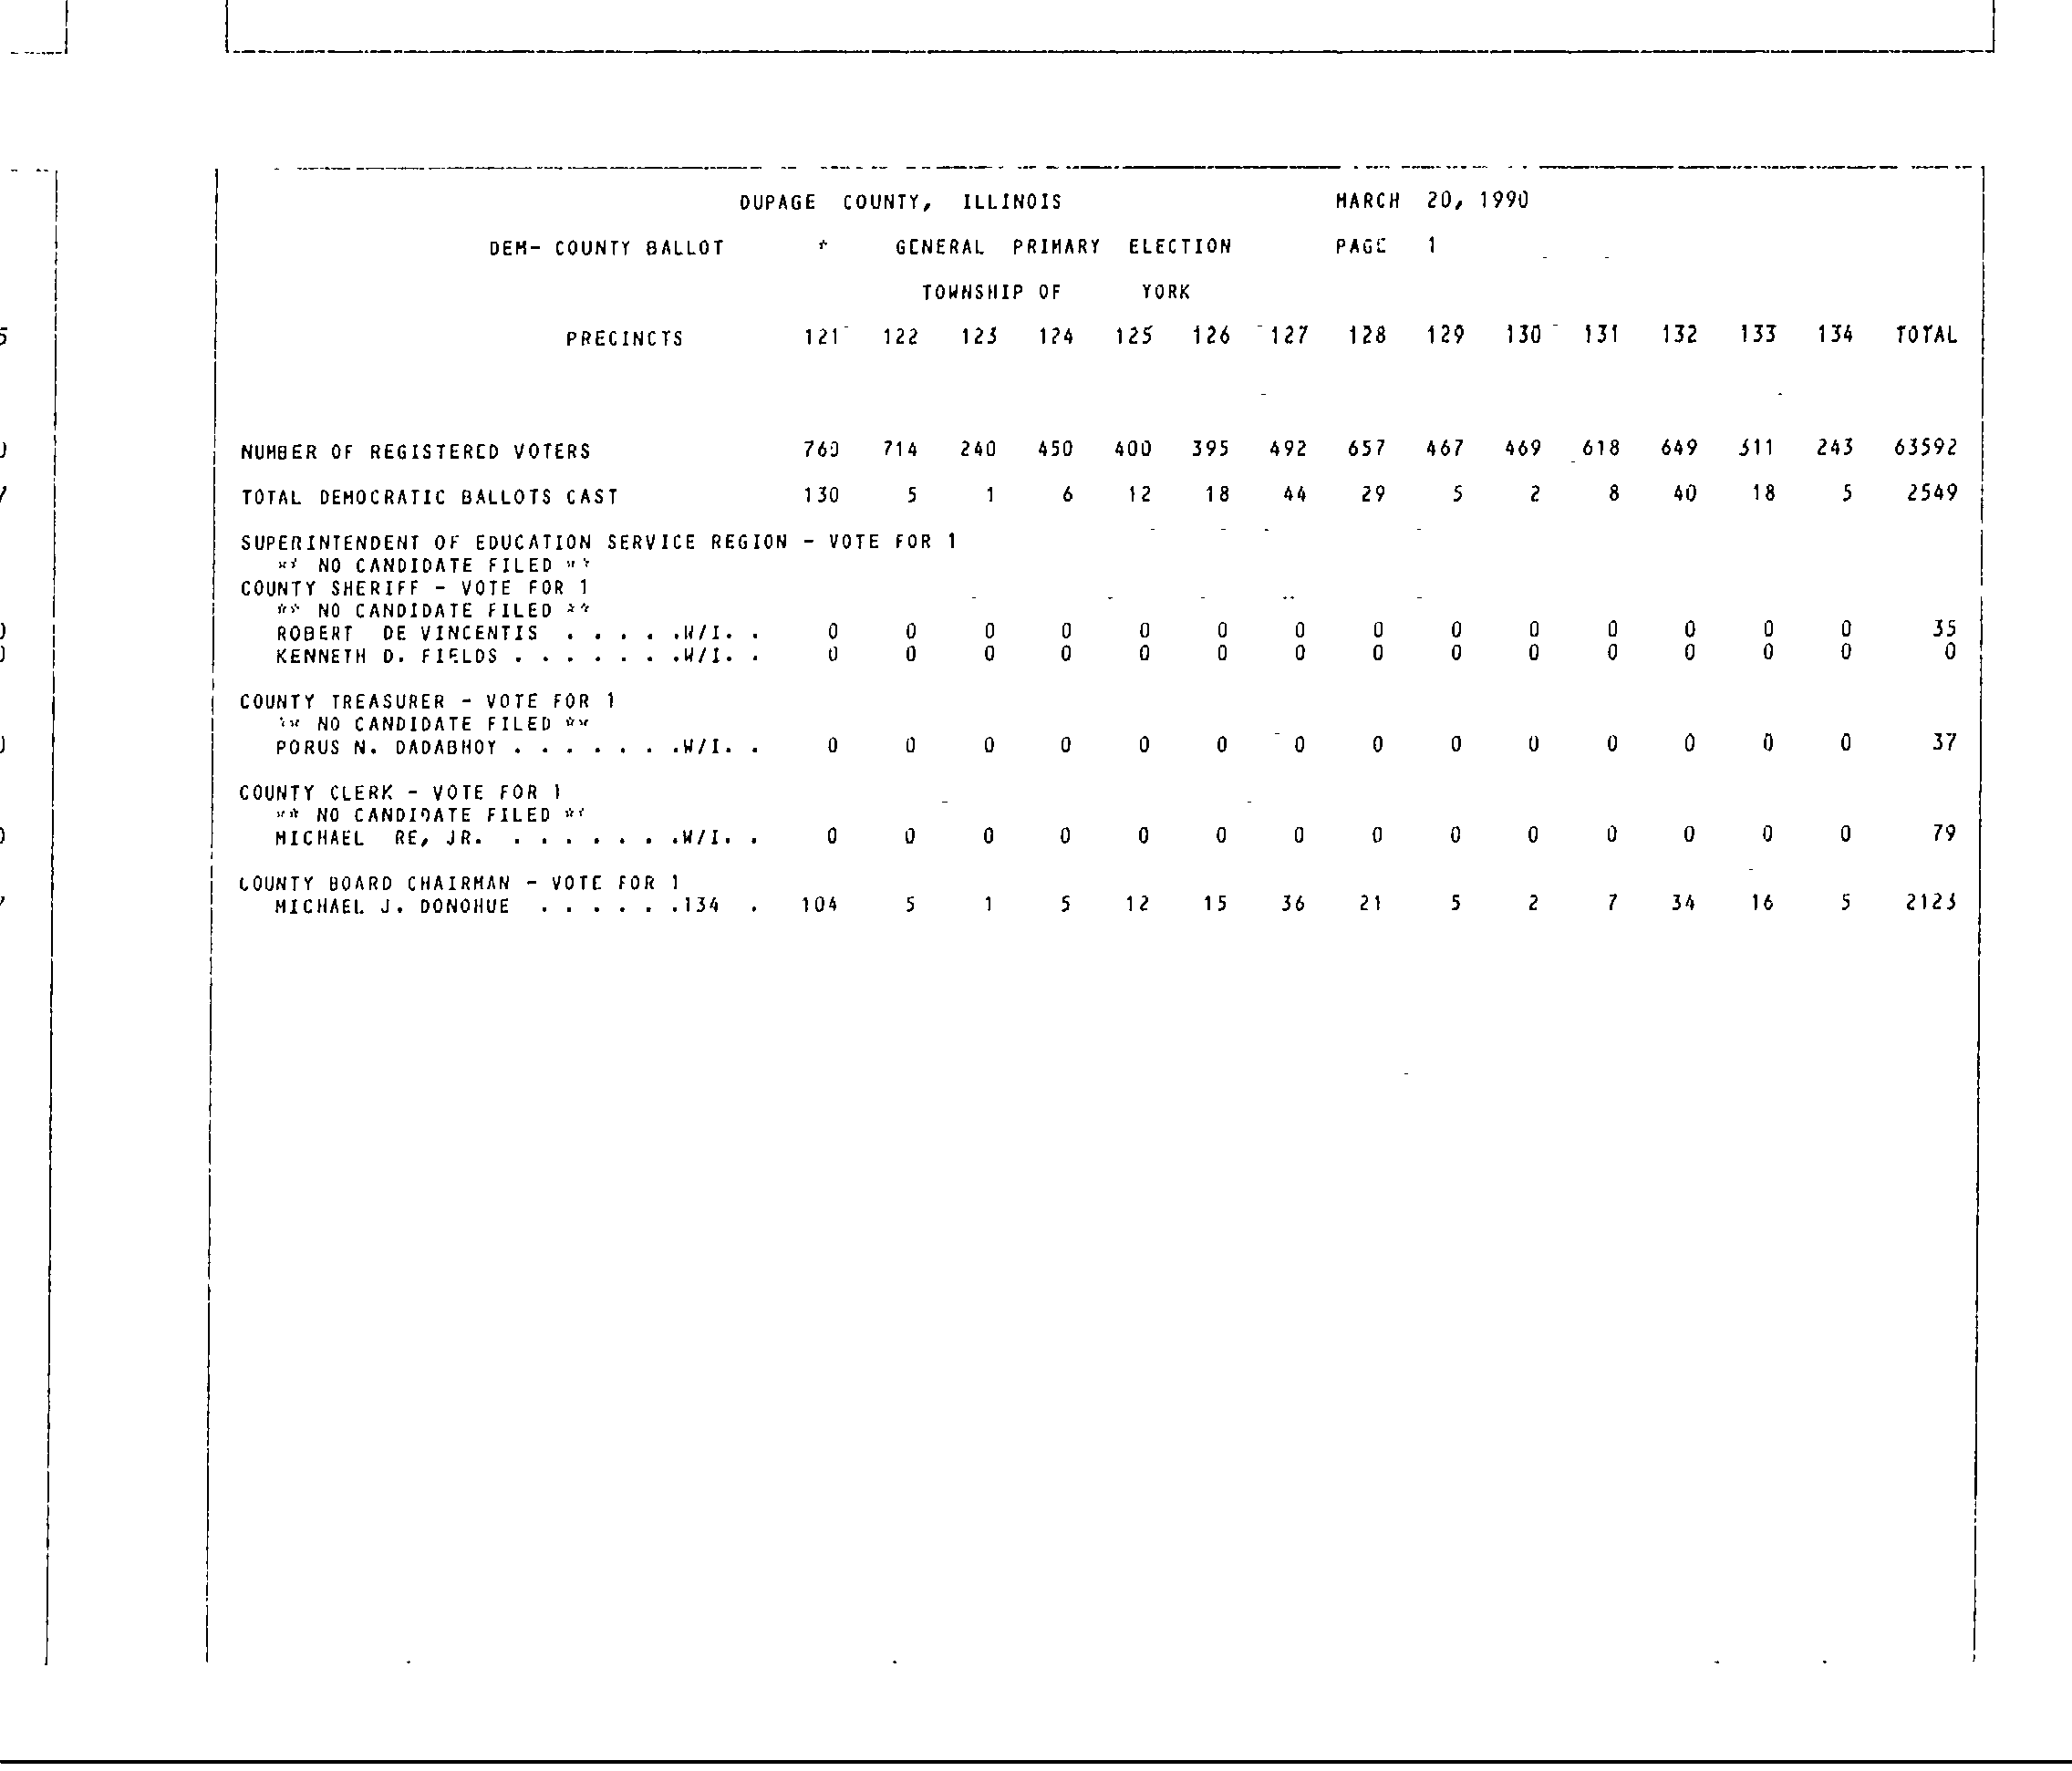 DUPAGE COUNTY, ILLINOIS MARCH 20, 1990
DEM- COUNTY BALLOT * GENERAL PRIMARY ELECTION PAGE 1
TOWNSHIP OF YORK
PRECINCTS 121 122 123 124 125 126 127 128 129 130 131 132 133 134 TOTAL
NUMBER OF REGISTERED VOTERS 760 714 240 450 400 395 492 657 467 469 618 649 311 243 63592
TOTAL DEMOCRATIC BALLOTS CAST 130 5 1 6 12 18 44 29 5 2 8 40 18 5 2549
SUPERINTENDENT OF EDUCATION SERVICE REGION - VOTE FOR 1
** NO CANDIDATE FILED **
COUNTY SHERIFF - VOTE FOR 1
** NO CANDIDATE FILED **
ROBERT DE VINCENTIS . . . . .W/I. . 0 0 0 0 0 0 0 0 0 0 0 0 0 0 35
KENNETH D. FIELDS . . . . . . .W/I. . 0 0 0 0 0 0 0 0 0 0 0 0 0 0 0
COUNTY TREASURER - VOTE FOR 1
** NO CANDIDATE FILED **
PORUS N. DADABHOY . . . . . . .W/I. . 0 0 0 0 0 0 0 0 0 0 0 0 0 0 37
COUNTY CLERK - VOTE FOR 1
** NO CANDIDATE FILED **
MICHAEL RE, JR. . . . . . . .W/I. . 0 0 0 0 0 0 0 0 0 0 0 0 0 0 79
COUNTY BOARD CHAIRMAN - VOTE FOR 1
MICHAEL J. DONOHUE . . . . . .134 . 104 5 1 5 12 15 36 21 5 2 7 34 16 5 2123